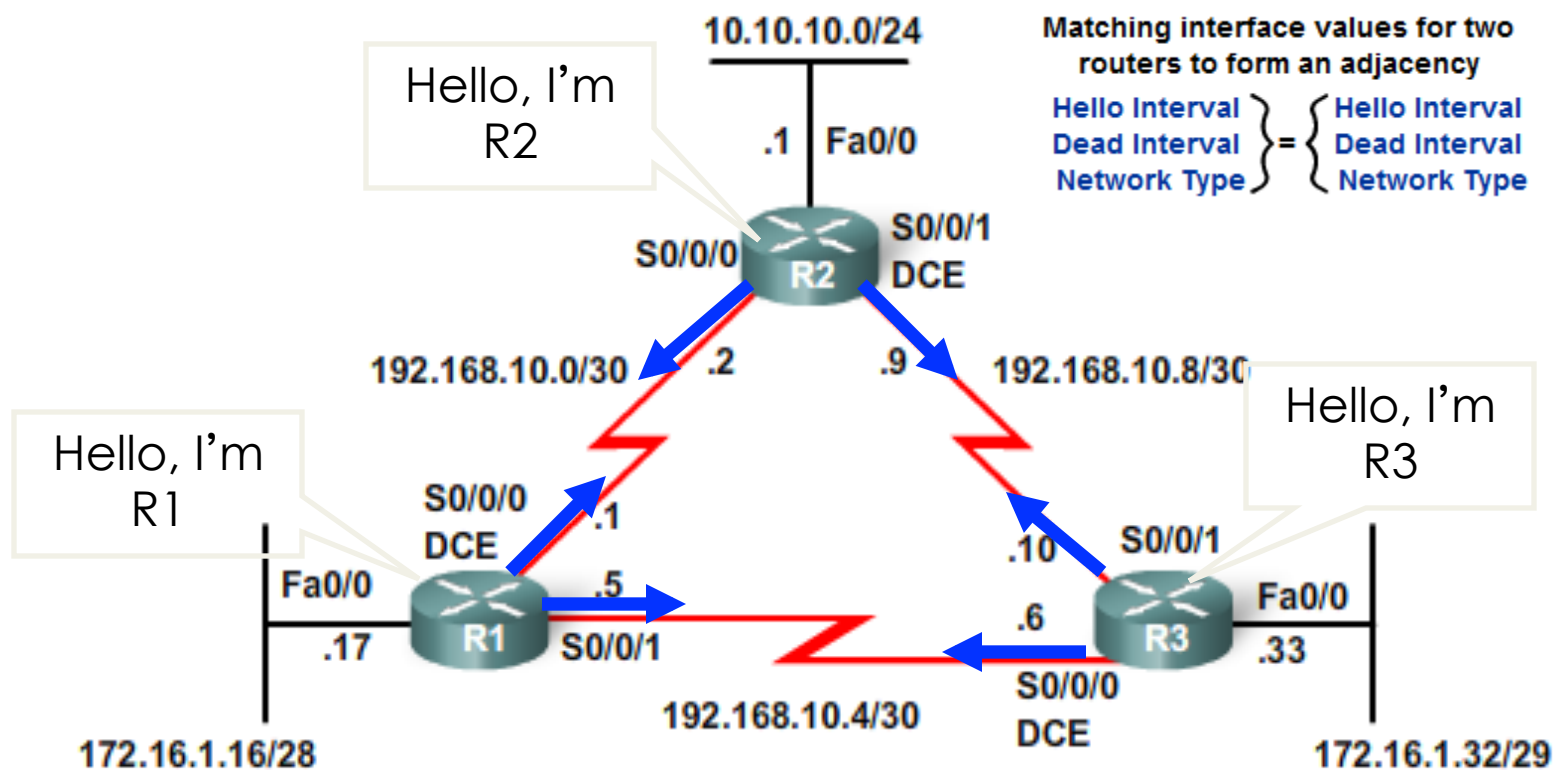 10.10.10.0/24
Matching interface values for two
routers to form an adjacency
Hello Interval } = { Hello Interval
Dead Interval Dead Interval
Network Type Network Type
Hello, I’m
R2
.1 Fa0/0
S0/0/0
R2
S0/0/1
DCE
192.168.10.0/30
.2
.9
192.168.10.8/30
Hello, I’m
R1
Hello, I’m
R3
S0/0/0
DCE
.1
.10
S0/0/1
Fa0/0
.17
R1
.5
S0/0/1
.6
R3
Fa0/0
.33
S0/0/0
DCE
192.168.10.4/30
172.16.1.16/28
172.16.1.32/29